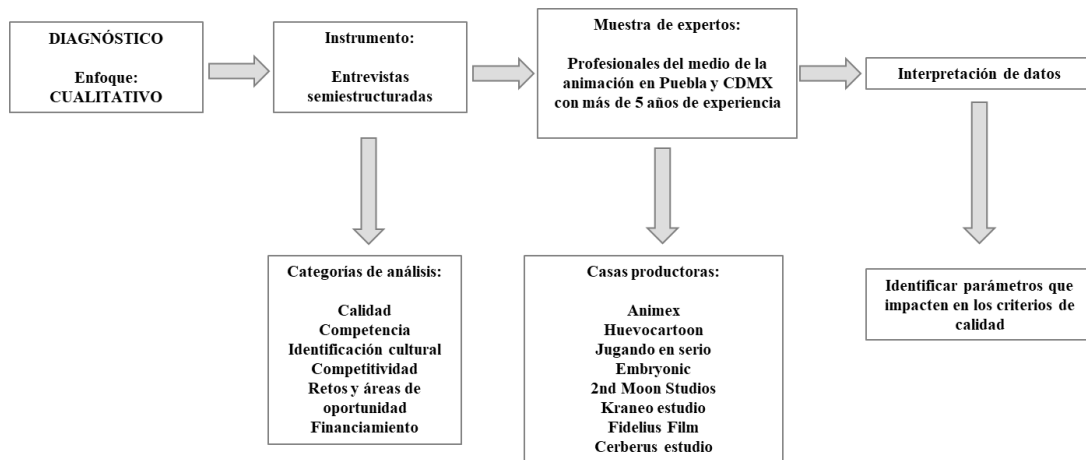 DIAGNÓSTICO
Enfoque:
CUALITATIVO
Instrumento:
Entrevistas
semiestructuradas
Muestra de expertos:
Profesionales del medio de la
animación en Puebla y CDMX
con más de 5 años de experiencia
Interpretación de datos
Categorías de análisis:
Calidad
Competencia
Identificación cultural
Competitividad
Retos y áreas de
oportunidad
Financiamiento
Casas productoras:
Animex
Huevocartoon
Jugando en serio
Embryonic
2nd Moon Studios
Kraneo estudio
Fidelius Film
Cerberus estudio
Identificar parámetros que
impacten en los criterios de
calidad